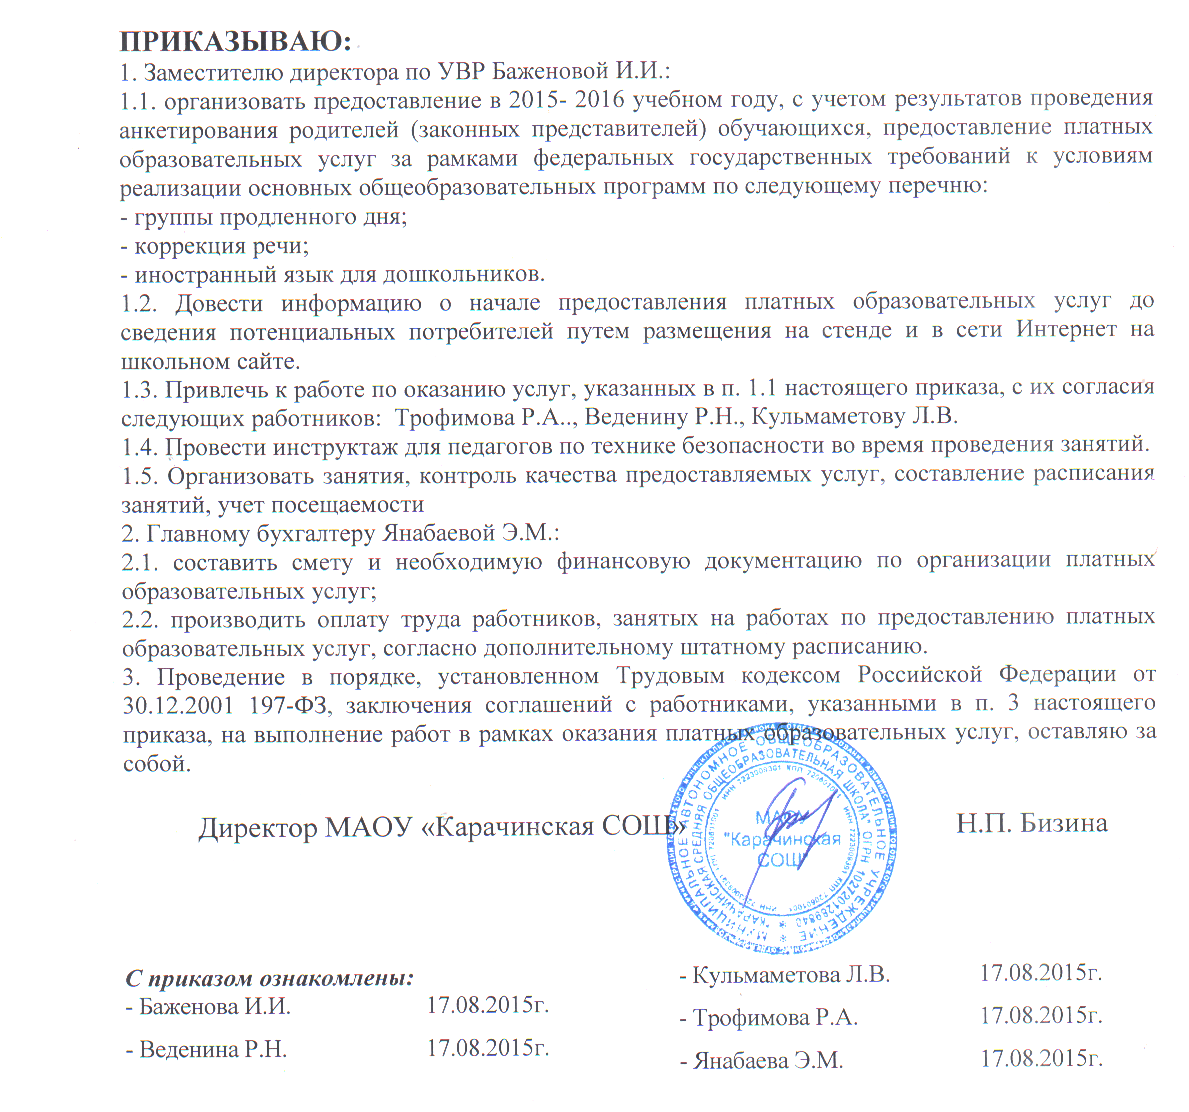 ПРИКАЗЫВАЮ:
1. Заместителю директора по УВР Баженовой И.И.:
1.1. организовать предоставление в 2015- 2016 учебном году, с учетом результатов проведения
анкетирования родителей (законных представителей) обучающихся, предоставление платных
образовательных услуг за рамками федеральных государственных требований к условиям
реализации основных общеобразовательных программ по следующему перечню:
- группы продленного дня;
- коррекция речи;
- иностранный язык для дошкольников.
1.2. Довести информацию о начале предоставления платных образовательных услуг до
сведения потенциальных потребителей путем размещения на стенде и в сети Интернет на
школьном сайте.
1.3. Привлечь к работе по оказанию услуг, указанных в п. 1.1 настоящего приказа, с их согласия
следующих работников: Трофимова Р.А.., Веденину Р.Н., Кульмаметову Л.В.
1.4. Провести инструктаж для педагогов по технике безопасности во время проведения занятий.
1.5. Организовать занятия, контроль качества предоставляемых услуг, составление расписания
занятий, учет посещаемости
2. Главному бухгалтеру Янабаевой Э.М.:
2.1. составить смету и необходимую финансовую документацию по организации платных
образовательных услуг;
2.2. производить оплату труда работников, занятых на работах по предоставлению платных
образовательных услуг, согласно дополнительному штатному расписанию.
3. Проведение в порядке, установленном Трудовым кодексом Российской Федерации от
30.12.2001 197-ФЗ, заключения соглашений с работниками, указанными в п. 3 настоящего
приказа, на выполнение работ в рамках оказания платных образовательных услуг, оставляю за
собой.
Директор МАОУ «Карачинская СОШ» Н.П. Бизина
МУНИЦИПАЛЬНОЕ АВТОНОМНОЕ ОБЩЕОБРАЗОВАТЕЛЬНОЕ УЧРЕЖДЕНИЕ
"КАРАЧИНСКАЯ СРЕДНЯЯ ОБЩЕОБРАЗОВАТЕЛЬНАЯ ШКОЛА"
МАОУ
"Карачинская
СОШ"
С приказом ознакомлены:
- Баженова И.И. 17.08.2015г.
- Веденина Р.Н. 17.08.2015г.
- Кульмаметова Л.В. 17.08.2015г.
- Трофимова Р.А. 17.08.2015г.
- Янабаева Э.М. 17.08.2015г.